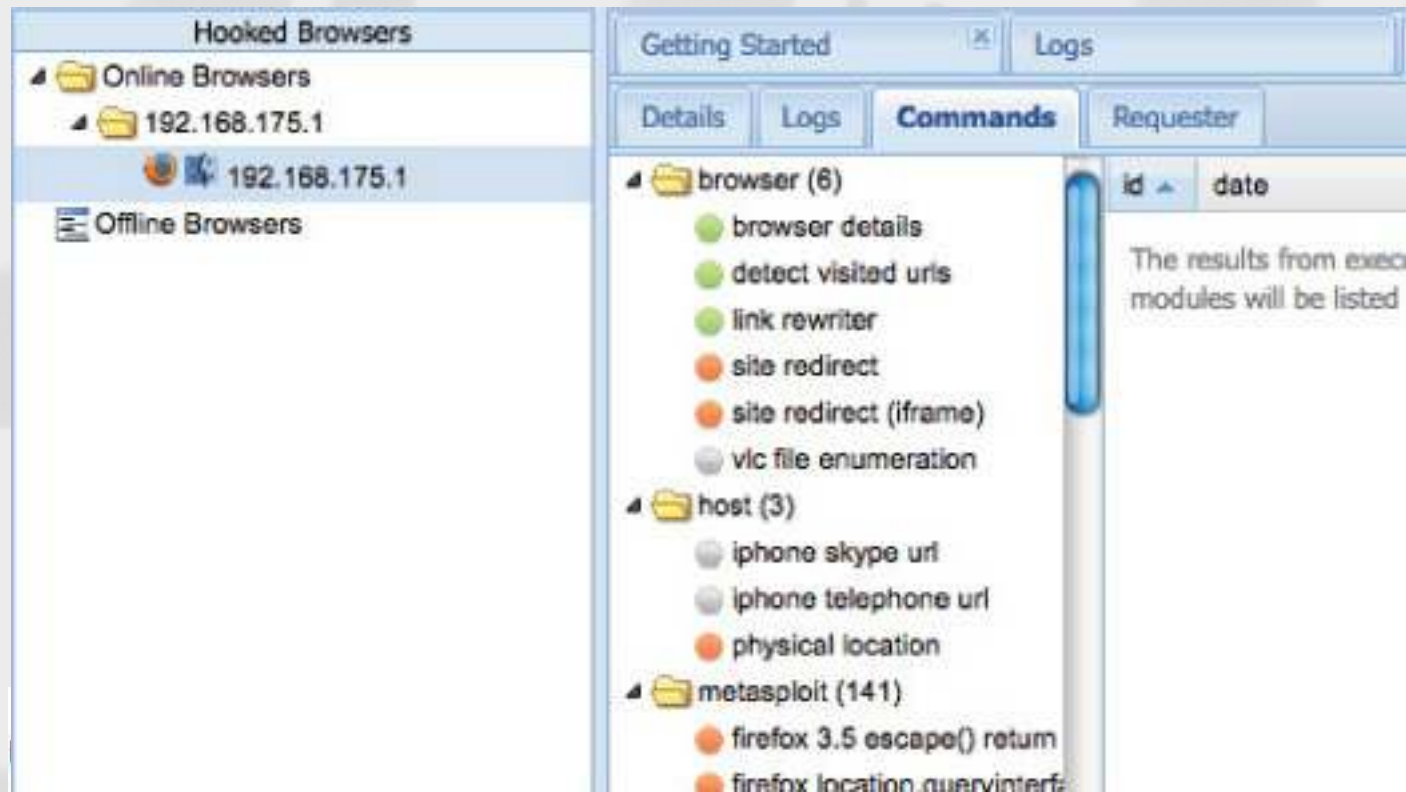 Hooked Browsers
Online Browsers
192.168.175.1
192.168.175.1
Offline Browsers
Getting Started
Logs
Details
Logs
Commands
Requester
browser (6)
browser details
detect visited urls
link rewriter
site redirect
site redirect (iframe)
vlc file enumeration
host (3)
iphone skype url
iphone telephone url
physical location
metasploit (141)
firefox 3.5 escape() return
firefox location.queryinterfa
id date
The results from exec
modules will be listed